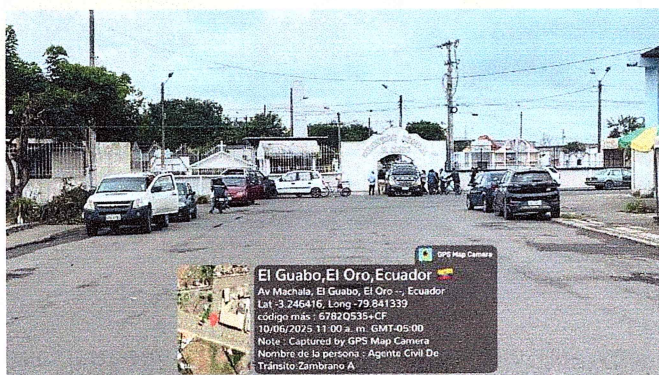 GPS Map Camera
El Guabo,El Oro,Ecuador
Av Machala, El Guabo, El Oro --, Ecuador
Lat -3.246416, Long -79.841339
código más : 6782Q535+CF
10/06/2025 11:00 a. m. GMT-05:00
Note : Captured by GPS Map Camera
Nombre de la persona : Agente Civil De
Tránsito Zambrano A